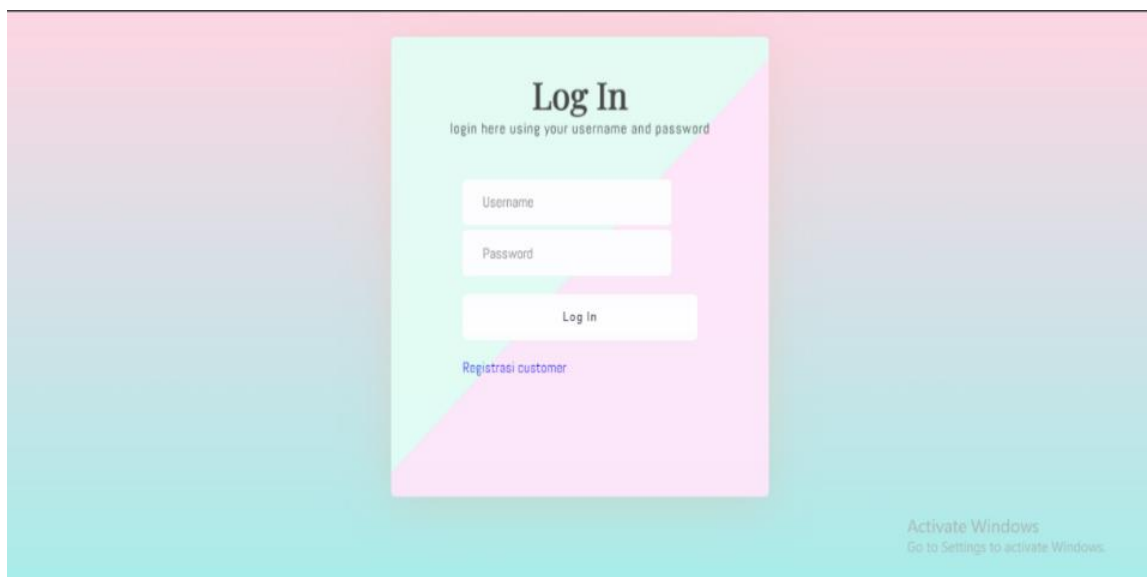 Log In
login here using your username and password
Username
Password
Log In
Registrasi customer
Activate Windows
Go to Settings to activate Windows.